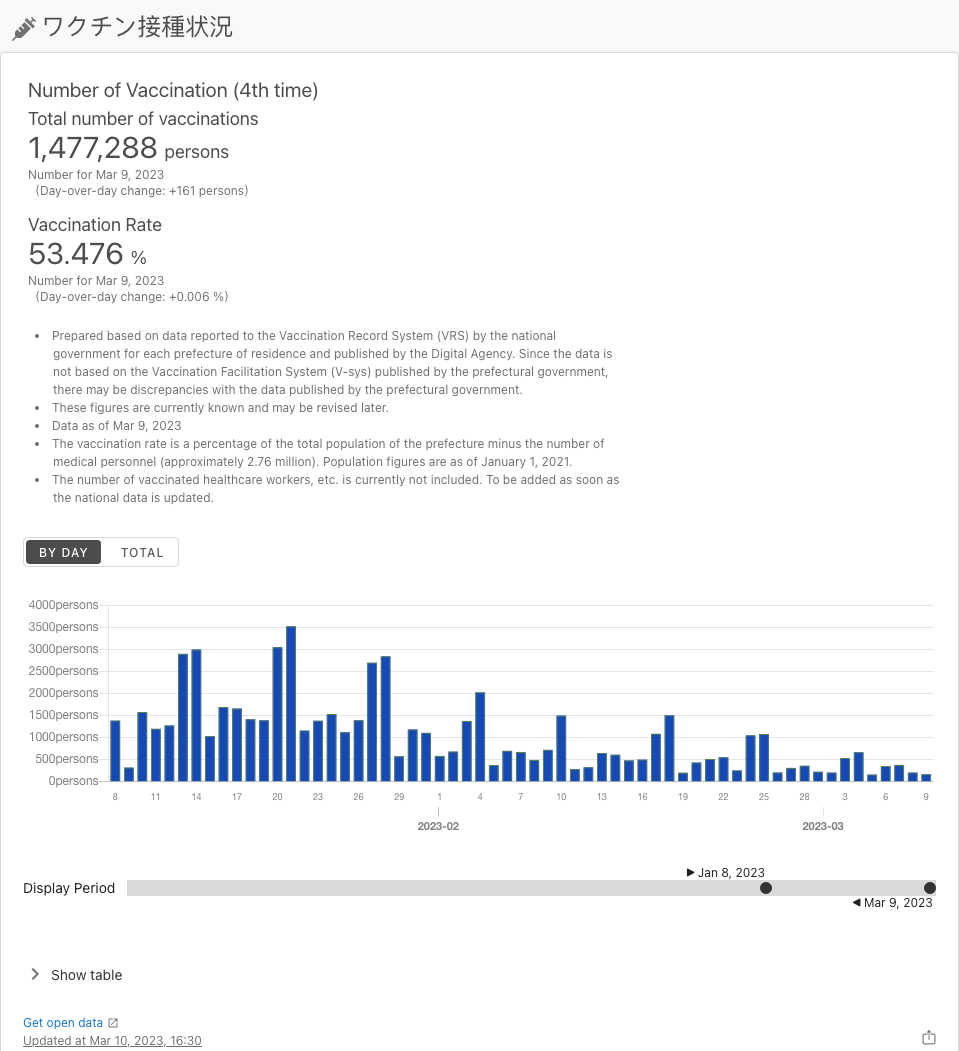 ワクチン接種状況
Number of Vaccination (4th time)
Total number of vaccinations
1,477,288 persons
Number for Mar 9, 2023
(Day-over-day change: +161 persons)
Vaccination Rate
53.476 %
Number for Mar 9, 2023
(Day-over-day change: +0.006 %)
• Prepared based on data reported to the Vaccination Record System (VRS) by the national
government for each prefecture of residence and published by the Digital Agency. Since the data is
not based on the Vaccination Facilitation System (V-sys) published by the prefectural government,
there may be discrepancies with the data published by the prefectural government.
• These figures are currently known and may be revised later.
• Data as of Mar 9, 2023
• The vaccination rate is a percentage of the total population of the prefecture minus the number of
medical personnel (approximately 2.76 million). Population figures are as of January 1, 2021.
• The number of vaccinated healthcare workers, etc. is currently not included. To be added as soon as
the national data is updated.
BY DAY TOTAL
4000persons
3500persons
3000persons
2500persons
2000persons
1500persons
1000persons
500persons
0persons
8 11 14 17 20 23 26 29 1 4 7 10 13 16 19 22 25 28 3 6 9
2023-02 2023-03
Jan 8, 2023
Display Period
Mar 9, 2023
Show table
Get open data
Updated at Mar 10, 2023, 16:30